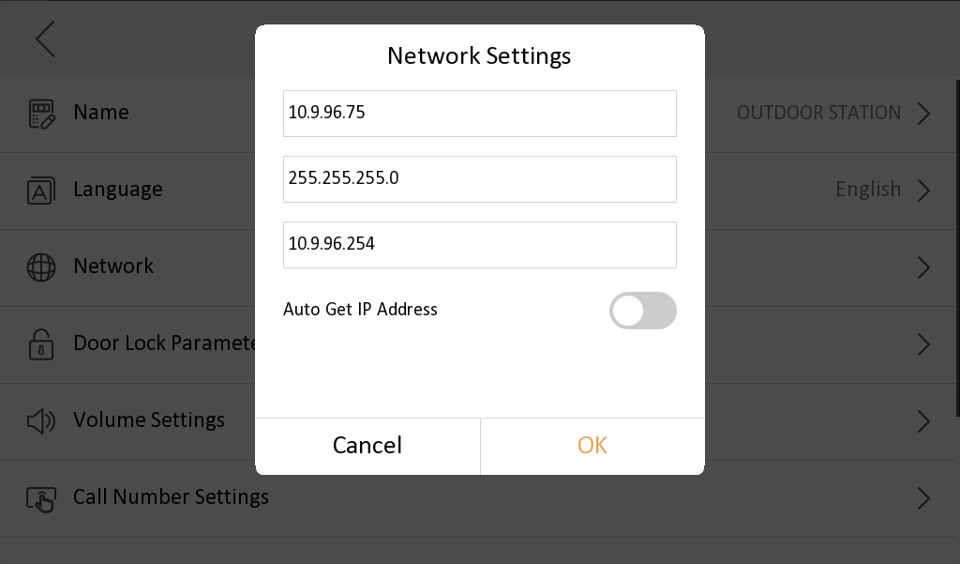 Network Settings
10.9.96.75
255.255.255.0
10.9.96.254
Auto Get IP Address
Cancel
OK
Name
OUTDOOR STATION
Language
English
Network
Door Lock Paramete
Volume Settings
Call Number Settings